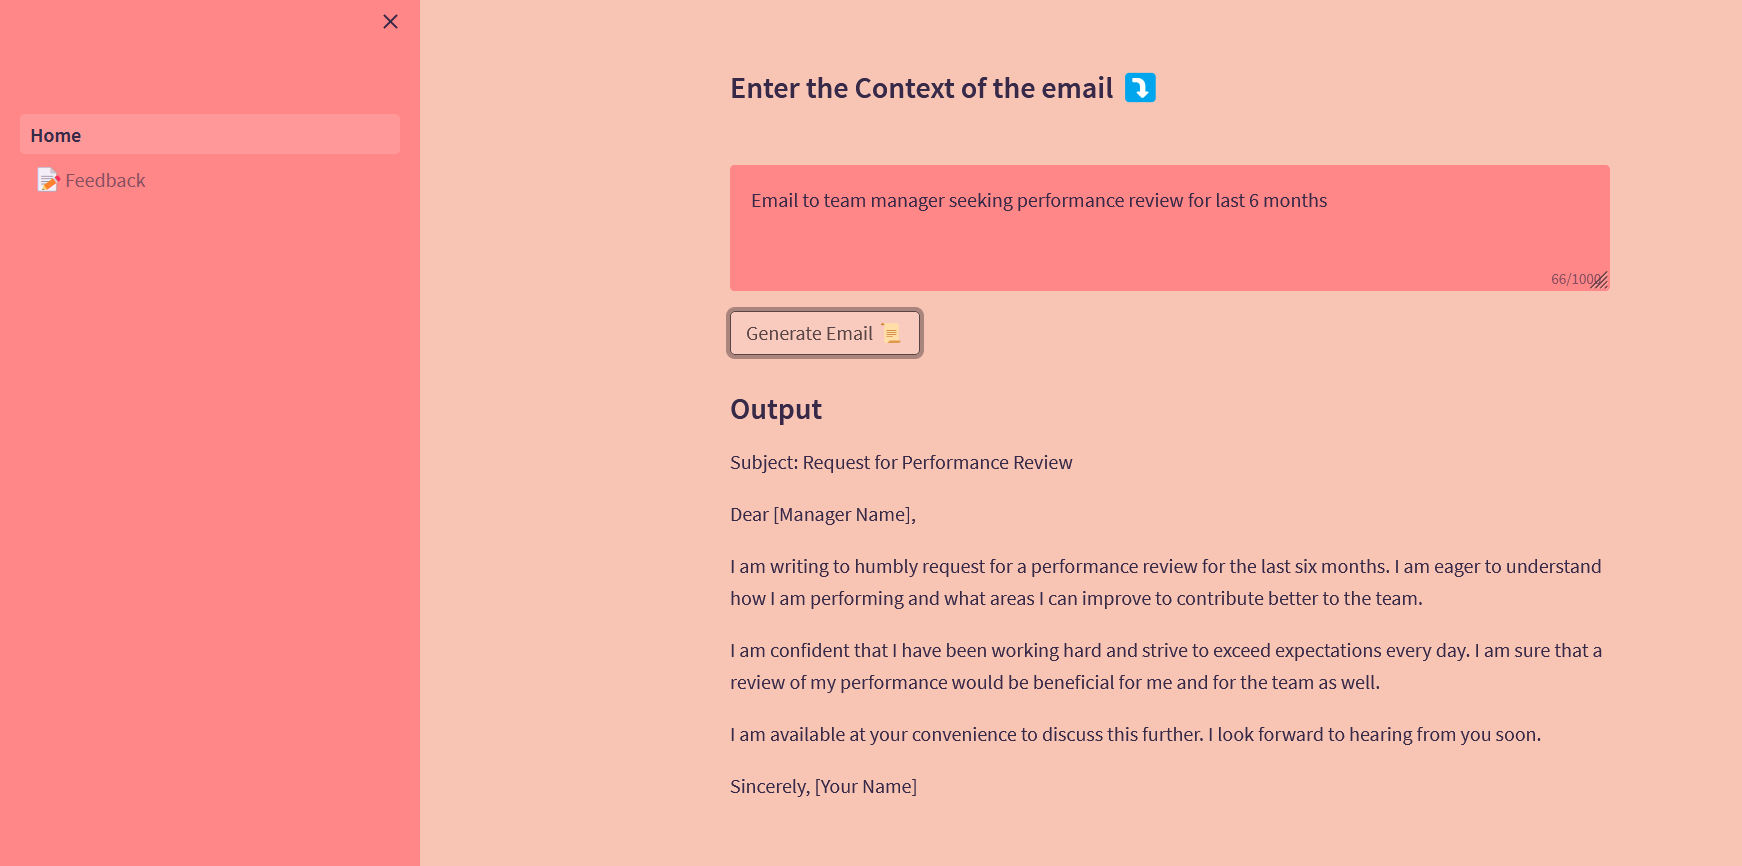 Home
Feedback
Enter the Context of the email
Email to team manager seeking performance review for last 6 months
66/1000
Generate Email
Output
Subject: Request for Performance Review
Dear [Manager Name],
I am writing to humbly request for a performance review for the last six months. I am eager to understand
how I am performing and what areas I can improve to contribute better to the team.
I am confident that I have been working hard and strive to exceed expectations every day. I am sure that a
review of my performance would be beneficial for me and for the team as well.
I am available at your convenience to discuss this further. I look forward to hearing from you soon.
Sincerely, [Your Name]